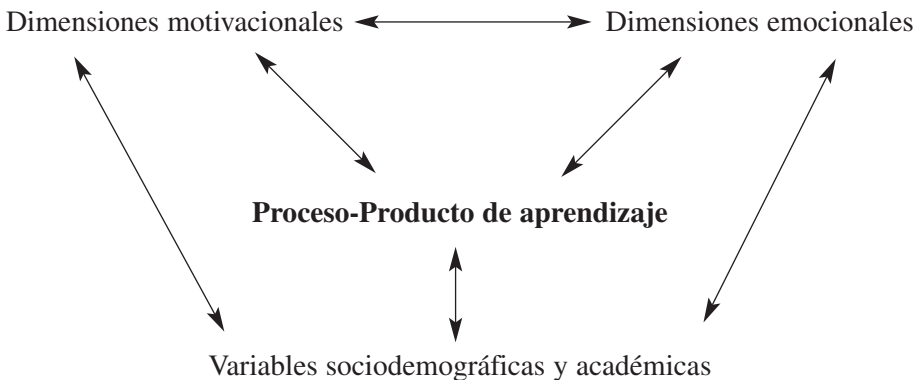 Dimensiones motivacionales
Dimensiones emocionales
Proceso-Producto de aprendizaje
Variables sociodemográficas y académicas